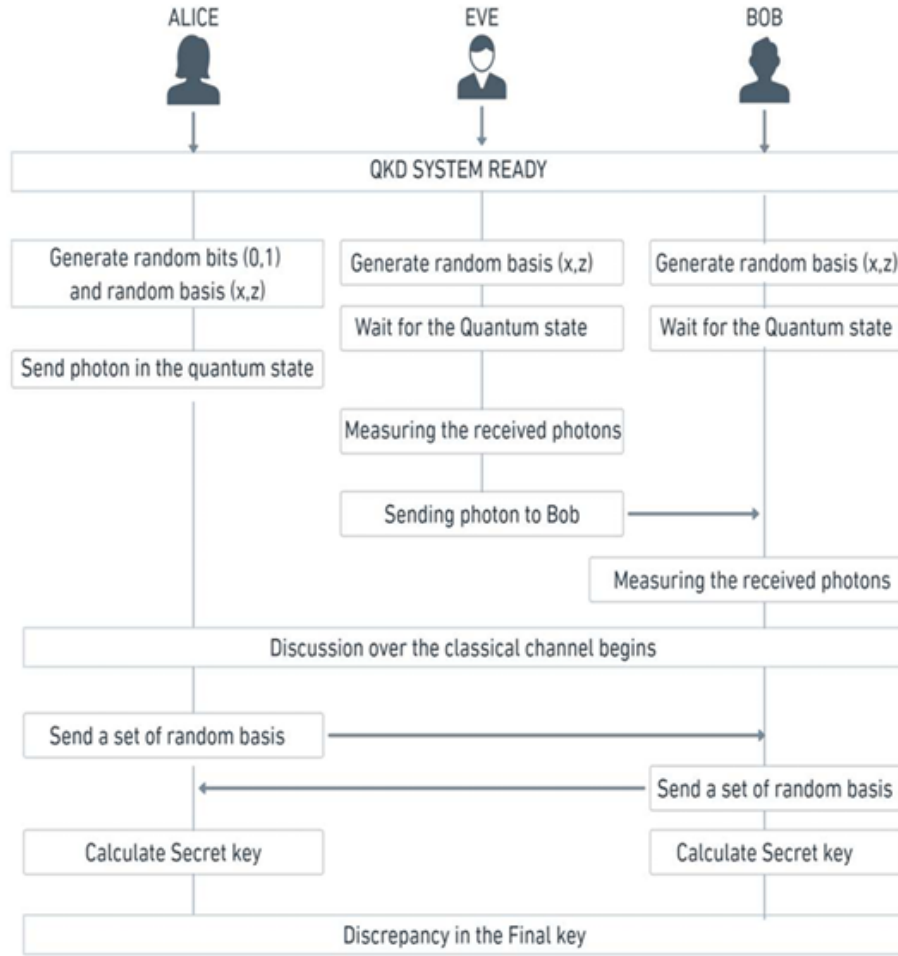 ALICE
EVE
BOB
QKD SYSTEM READY
Generate random bits (0,1)
and random basis (x,z)
Generate random basis (x,z)
Generate random basis (x,z)
Wait for the Quantum state
Wait for the Quantum state
Send photon in the quantum state
Measuring the received photons
Sending photon to Bob
Measuring the received photons
Discussion over the classical channel begins
Send a set of random basis
Send a set of random basis
Calculate Secret key
Calculate Secret key
Discrepancy in the Final key